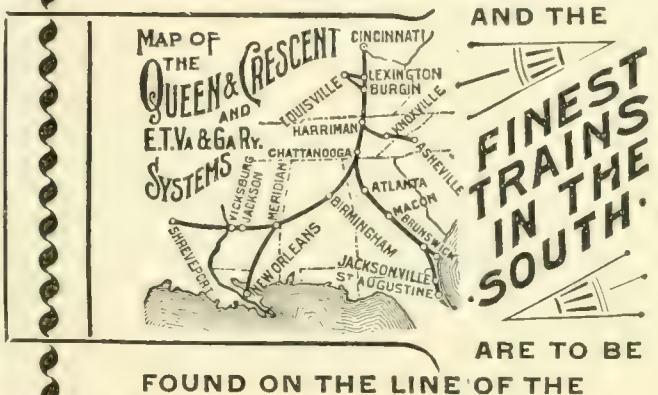 AND THE
MAP OF
THE
QUEEN & CRESCENT
AND
E.T.VA & GA RY.
SYSTEMS
CINCINNATI
LEXINGTON
BURGIN
LOUISVILLE
HARRIMAN
KNOXVILLE
CHATTANOOGA
ASHEVILLE
ATLANTA
MACON
BRUNSWICK
BIRMINGHAM
VICKSBURG
JACKSON
MERIDIAN
SHREVEPORT
NEW ORLEANS
JACKSONVILLE
ST AUGUSTINE
FINEST
TRAINS
IN THE
SOUTH.
ARE TO BE
FOUND ON THE LINE OF THE